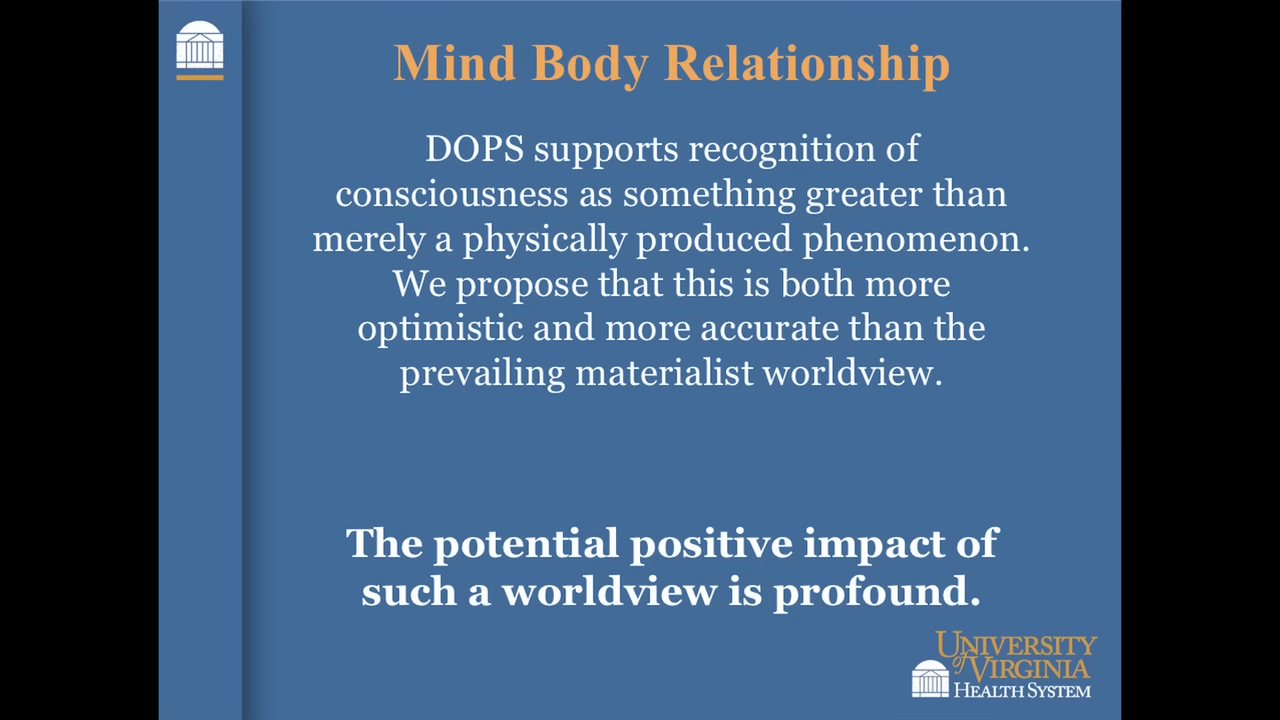 Mind Body Relationship
DOPS supports recognition of
consciousness as something greater than
merely a physically produced phenomenon.
We propose that this is both more
optimistic and more accurate than the
prevailing materialist worldview.
The potential positive impact of
such a worldview is profound.
UNIVERSITY
of VIRGINIA
HEALTH SYSTEM